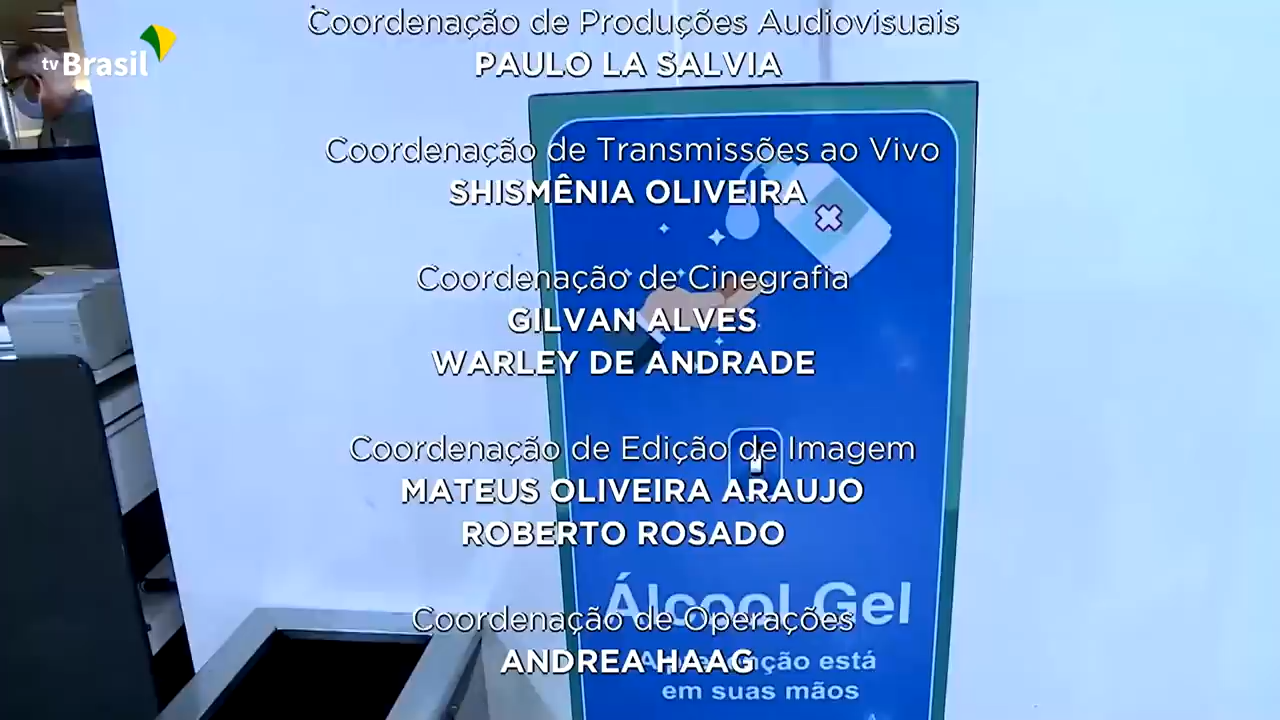 Coordenação de Produções Audiovisuais
tv Brasil
PAULO LA SALVIA
Coordenação de Transmissões ao Vivo
SHISMÊNIA OLIVEIRA
Coordenação de Cinegrafia
GILVAN ALVES
WARLEY DE ANDRADE
Coordenação de Edição de Imagem
MATEUS OLIVEIRA ARAUJO
ROBERTO ROSADO
Álcool Gel
Coordenação de Operações
ANDREA HAAG
A prevenção está
em suas mãos